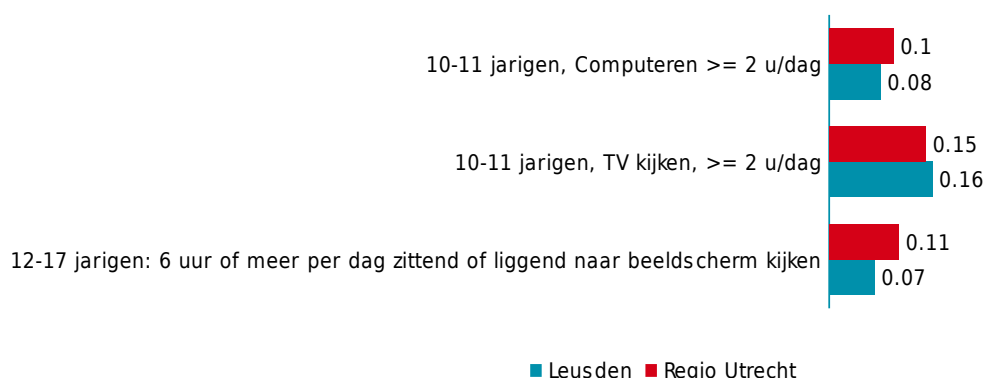 10-11 jarigen, Computeren >= 2 u/dag
0.1
0.08
10-11 jarigen, TV kijken, >= 2 u/dag
0.15
0.16
12-17 jarigen: 6 uur of meer per dag zittend of liggend naar beeldscherm kijken
0.11
0.07
Leusden Regio Utrecht